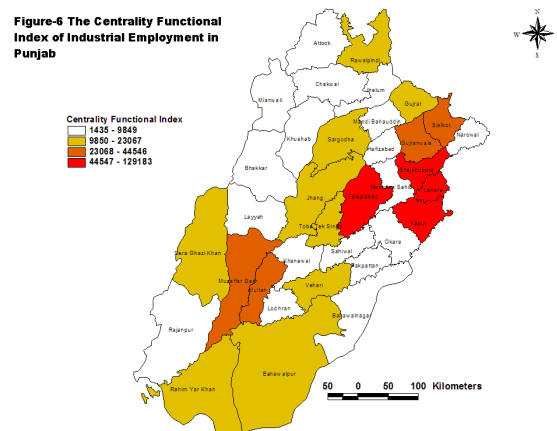 Figure-6 The Centrality Functional
Index of Industrial Employment in
Punjab
N
W
E
S
Attock
Rawalpindi
Chakwal
Jhelum
Mianwali
Gujrat
Centrality Functional Index
1435 - 9849
9850 - 23067
23068 - 44546
44547 - 129183
Mandi Bahauddin
Sialkot
Narowal
Khushab
Sargodha
Hafizabad
Gujranwala
Bhakkar
Sheikhupura
Jhang
Faisalabad
Nankana Sahib
Lahore
Layyah
Toba Tek Singh
Kasur
Okara
Dera Ghazi Khan
Khanewal
Sahiwal
Pakpattan
Muzaffar Garh
Multan
Vehari
Lodhran
Bahawalnagar
Rajanpur
Bahawalpur
Rahim Yar Khan
50 0 50 100 Kilometers